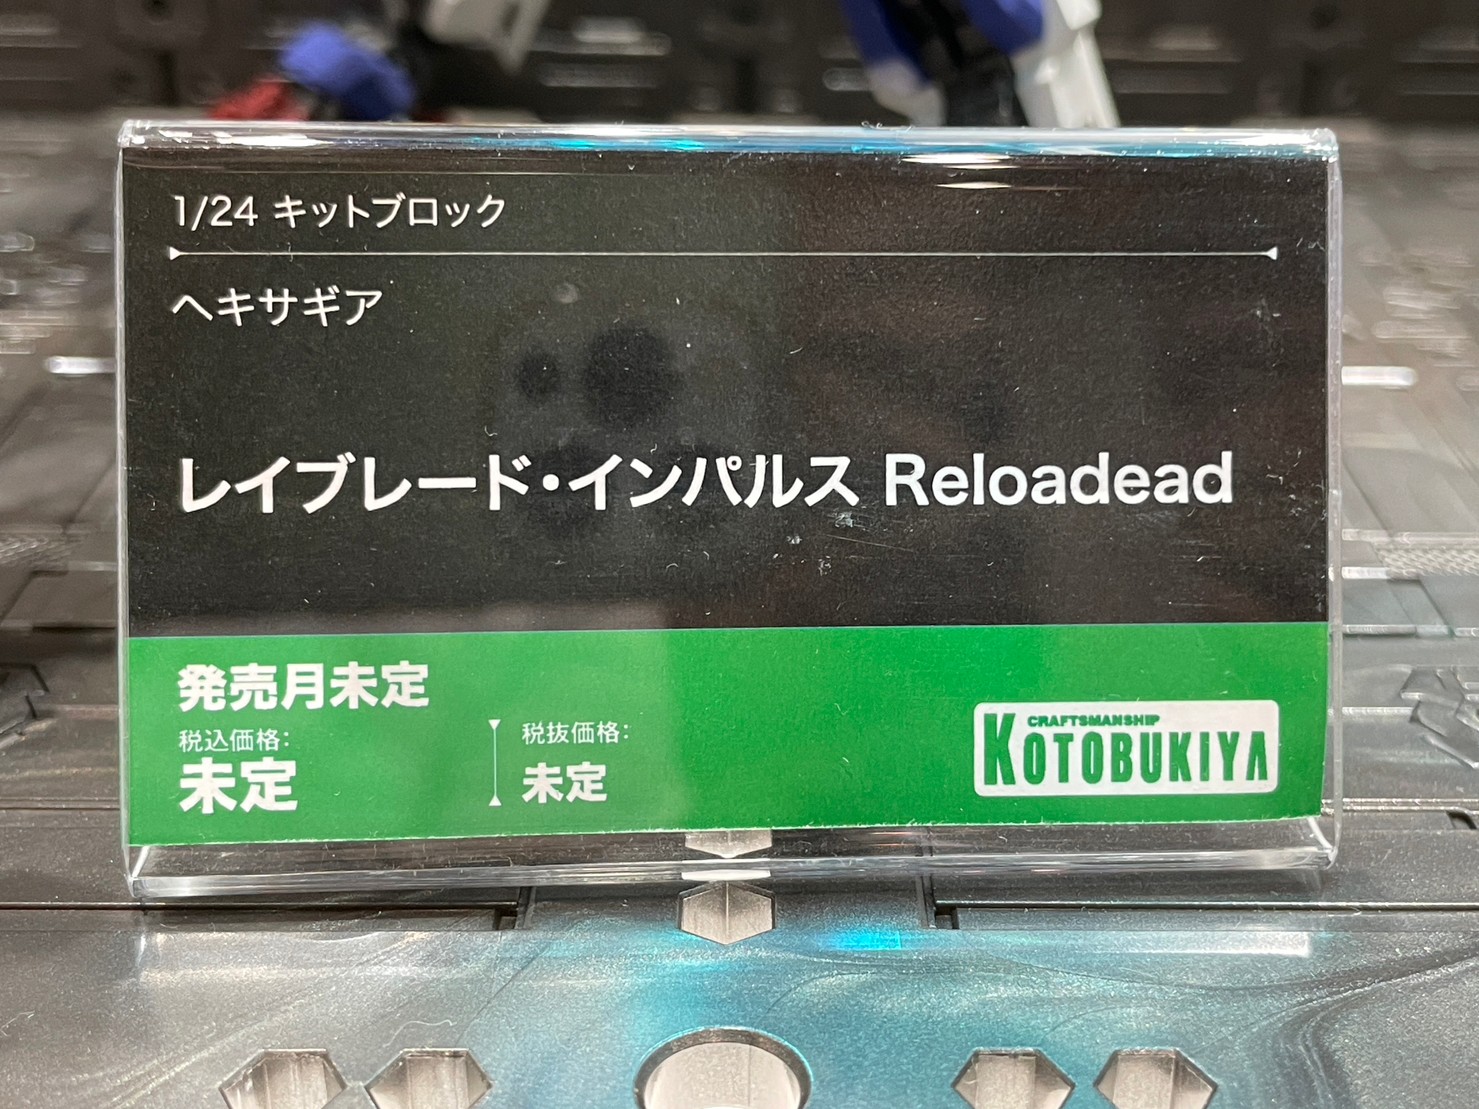 1/24 キットブロック
ヘキサギア
レイブレード・インパルス Reloadead
発売月未定
税込価格:
未定
税抜価格:
未定
CRAFTSMANSHIP
KOTOBUKIYA